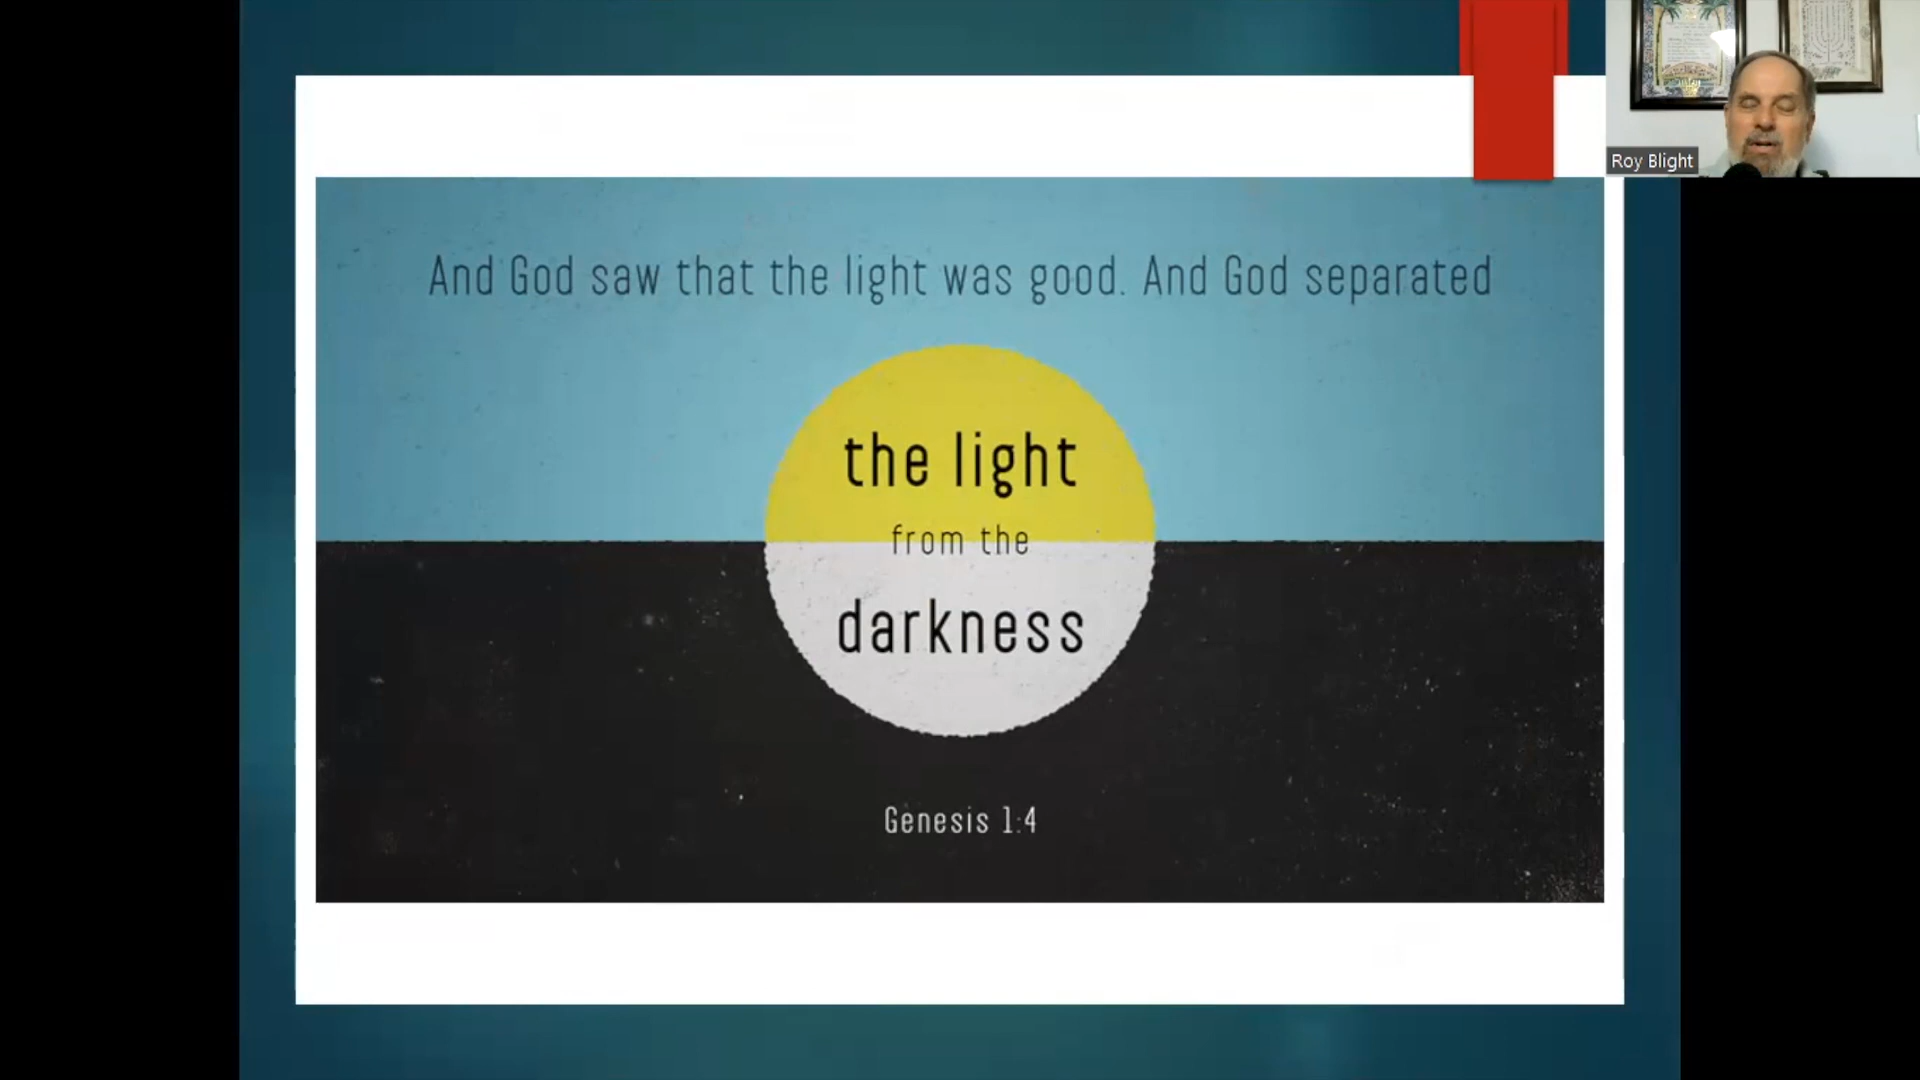 And God saw that the light was good. And God separated
the light
from the
darkness
Genesis 1:4
Roy Blight